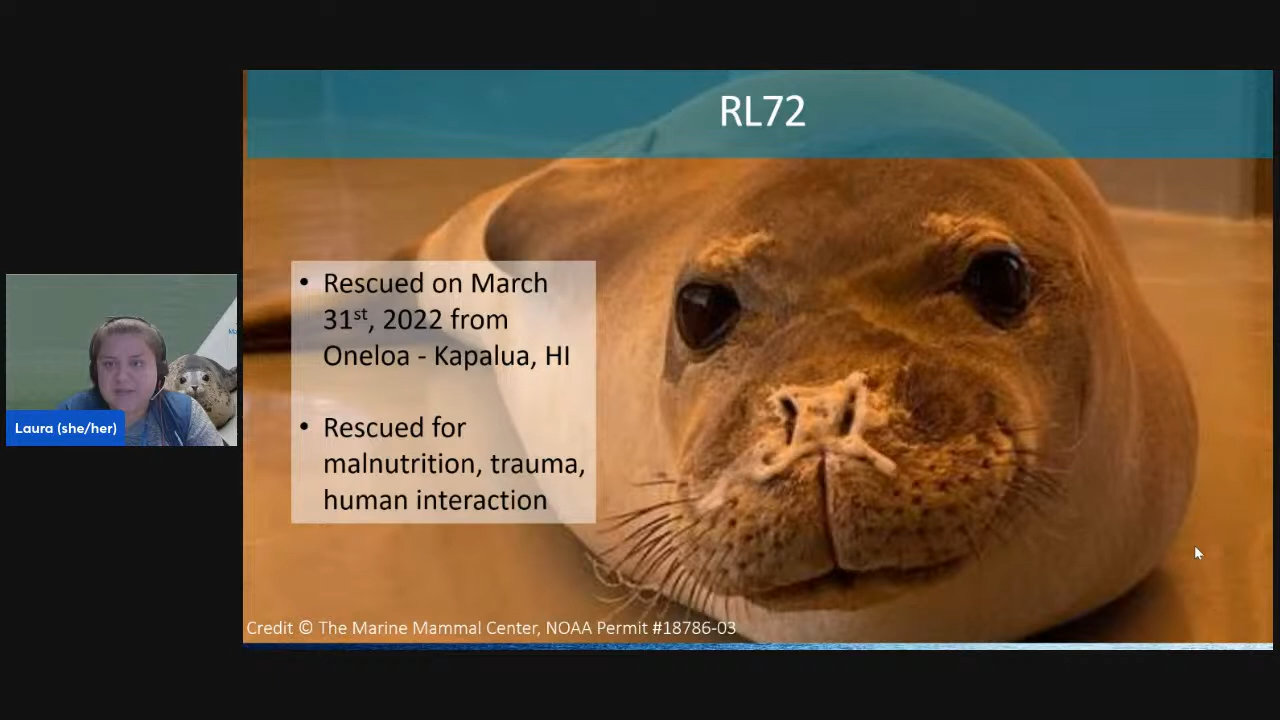 RL72
• Rescued on March
31st, 2022 from
Oneloa - Kapalua, HI
• Rescued for
malnutrition, trauma,
human interaction
Laura (she/her)
Credit © The Marine Mammal Center, NOAA Permit #18786-03